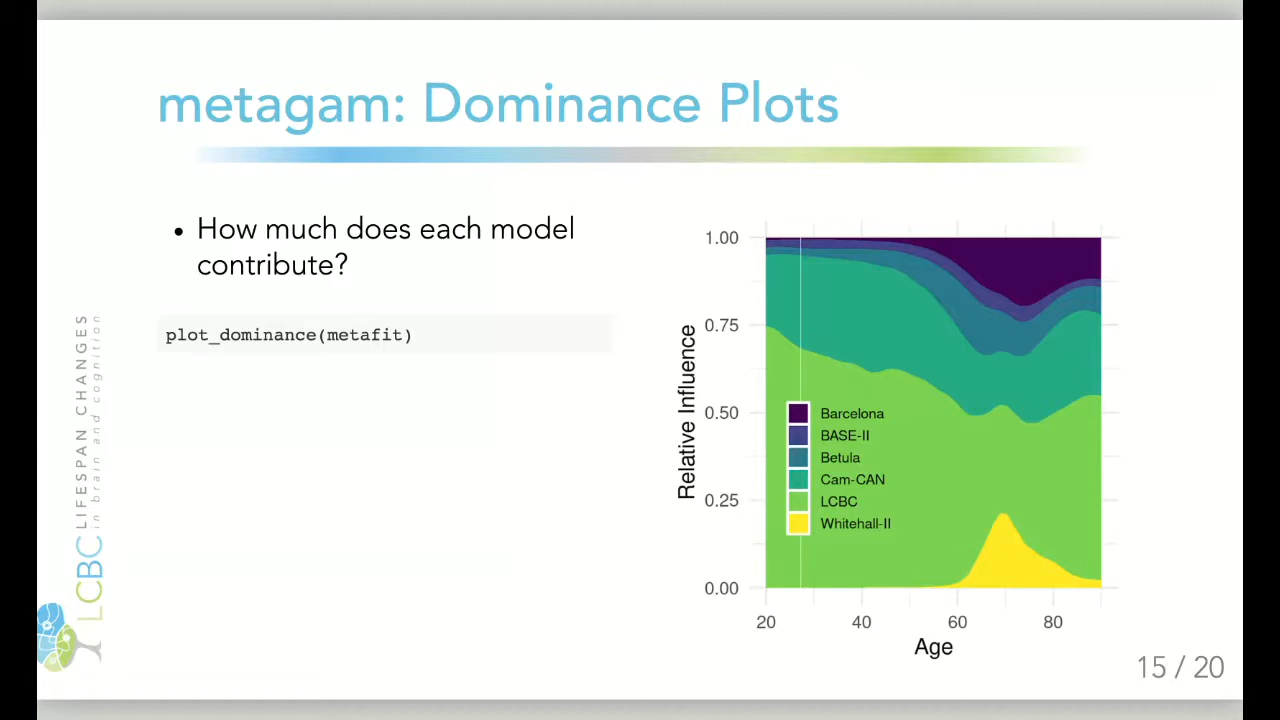 metagam: Dominance Plots
• How much does each model
contribute?
plot_dominance(metafit)
LCBC LIFESPAN CHANGES
in brain and cognition
Relative Influence
1.00
0.75
0.50
0.25
0.00
Barcelona
BASE-II
Betula
Cam-CAN
LCBC
Whitehall-II
20 40 60 80
Age
15 / 20